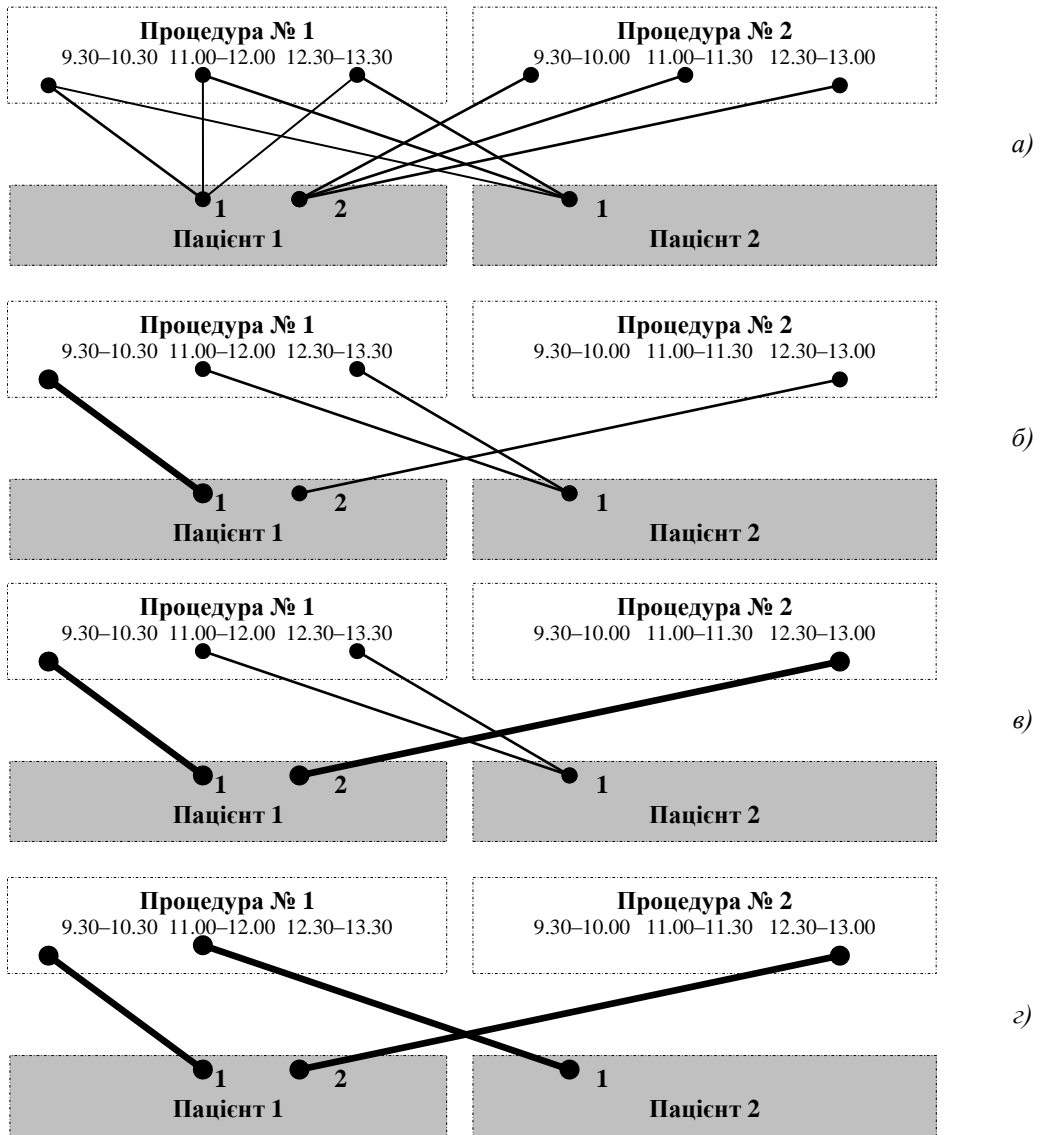 Процедура № 1 Процедура № 2
9.30–10.30 11.00–12.00 12.30–13.30 9.30–10.00 11.00–11.30 12.30–13.00
а)
1 2 1
Пацієнт 1 Пацієнт 2
Процедура № 1 Процедура № 2
9.30–10.30 11.00–12.00 12.30–13.30 9.30–10.00 11.00–11.30 12.30–13.00
б)
1 2 1
Пацієнт 1 Пацієнт 2
Процедура № 1 Процедура № 2
9.30–10.30 11.00–12.00 12.30–13.30 9.30–10.00 11.00–11.30 12.30–13.00
в)
1 2 1
Пацієнт 1 Пацієнт 2
Процедура № 1 Процедура № 2
9.30–10.30 11.00–12.00 12.30–13.30 9.30–10.00 11.00–11.30 12.30–13.00
г)
1 2 1
Пацієнт 1 Пацієнт 2